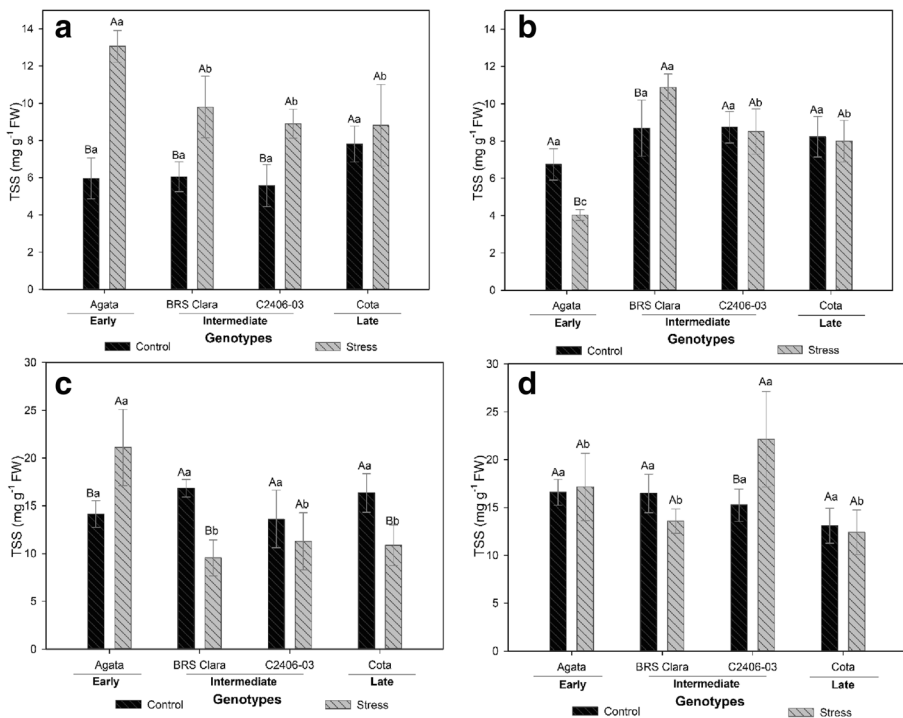 a
TSS (mg g⁻¹ FW)
14
12
10
8
6
4
2
0
Ba
Aa
Ba
Ab
Ba
Ab
Aa
Ab
Agata
BRS Clara
C2406-03
Cota
Early
Intermediate
Late
Genotypes
Control
Stress
b
TSS (mg g⁻¹ FW)
14
12
10
8
6
4
2
0
Aa
Bc
Ba
Aa
Aa
Ab
Aa
Ab
Agata
BRS Clara
C2406-03
Cota
Early
Intermediate
Late
Genotypes
Control
Stress
c
TSS (mg g⁻¹ FW)
30
25
20
15
10
5
0
Ba
Aa
Aa
Bb
Aa
Ab
Aa
Bb
Agata
BRS Clara
C2406-03
Cota
Early
Intermediate
Late
Genotypes
Control
Stress
d
TSS (mg g⁻¹ FW)
30
25
20
15
10
5
0
Aa
Ab
Aa
Ab
Ba
Aa
Aa
Ab
Agata
BRS Clara
C2406-03
Cota
Early
Intermediate
Late
Genotypes
Control
Stress